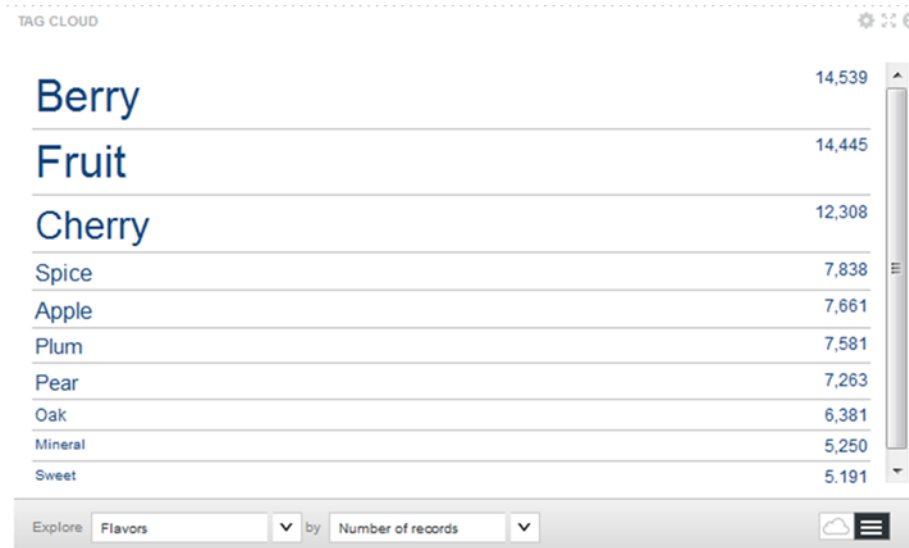 TAG CLOUD
Berry 14,539
Fruit 14,445
Cherry 12,308
Spice 7,838
Apple 7,661
Plum 7,581
Pear 7,263
Oak 6,381
Mineral 5,250
Sweet 5.191
Explore Flavors by Number of records